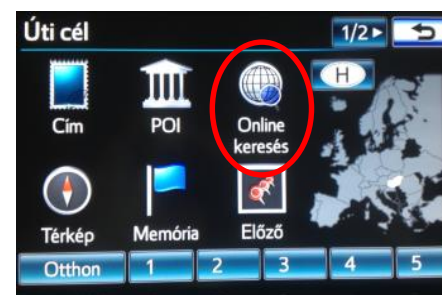 Úti cél 1/2
H
Cím POI Online
keresés
Térkép Memória Előző
Otthon 1 2 3 4 5